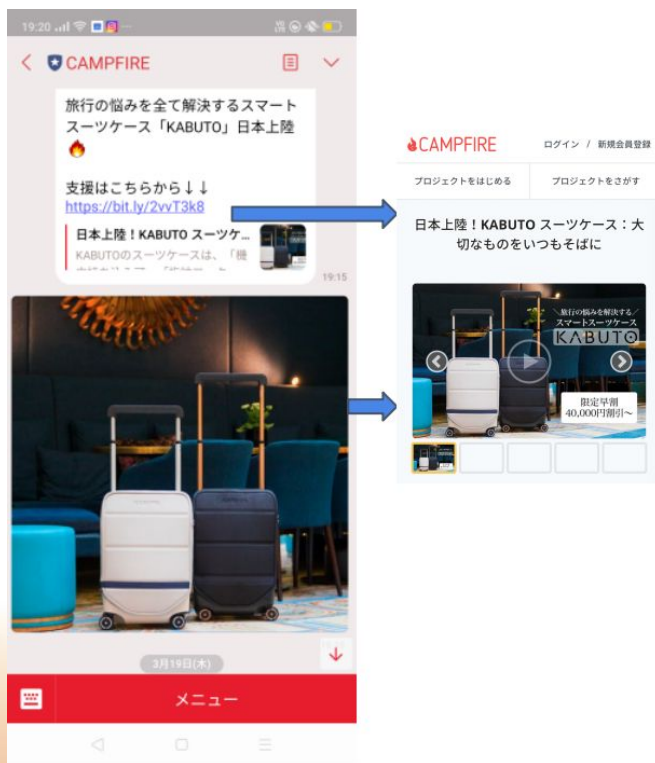 19:20
CAMPFIRE
旅行の悩みを全て解決するスマート
スーツケース「KABUTO」日本上陸
🔥
支援はこちらから↓↓
https://bit.ly/2vvT3k8
日本上陸！KABUTO スーツケ...
KABUTOのスーツケースは、「機
19:15
3月19日(木)
メニュー
CAMPFIRE
ログイン / 新規会員登録
プロジェクトをはじめる
プロジェクトをさがす
日本上陸！KABUTO スーツケース：大
切なものをいつもそばに
＼旅行の悩みを解決する／
スマートスーツケース
KABUTO
限定早割
40,000円割引〜